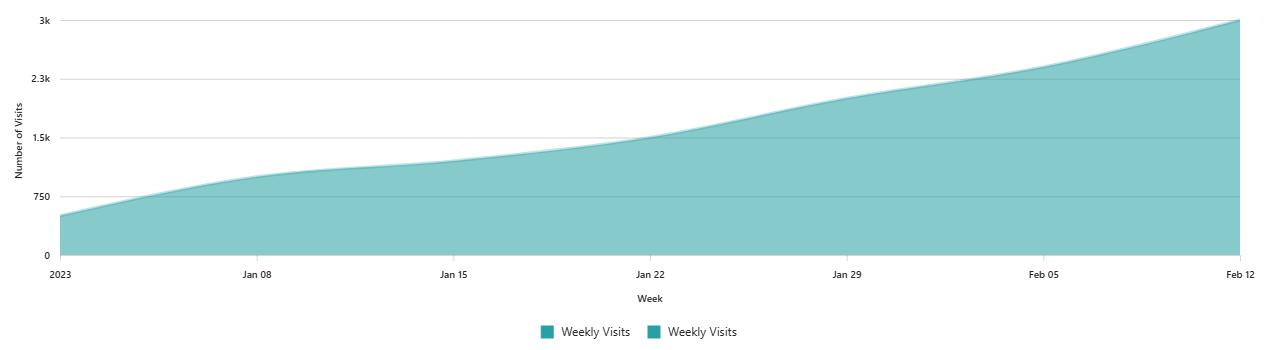 3k
2.3k
1.5k
750
0
Number of Visits
2023 Jan 08 Jan 15 Jan 22 Jan 29 Feb 05 Feb 12
Week
Weekly Visits Weekly Visits